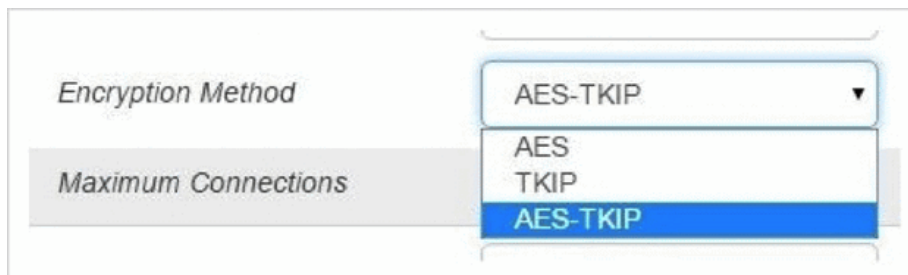 Encryption Method
AES-TKIP
AES
Maximum Connections
TKIP
AES-TKIP